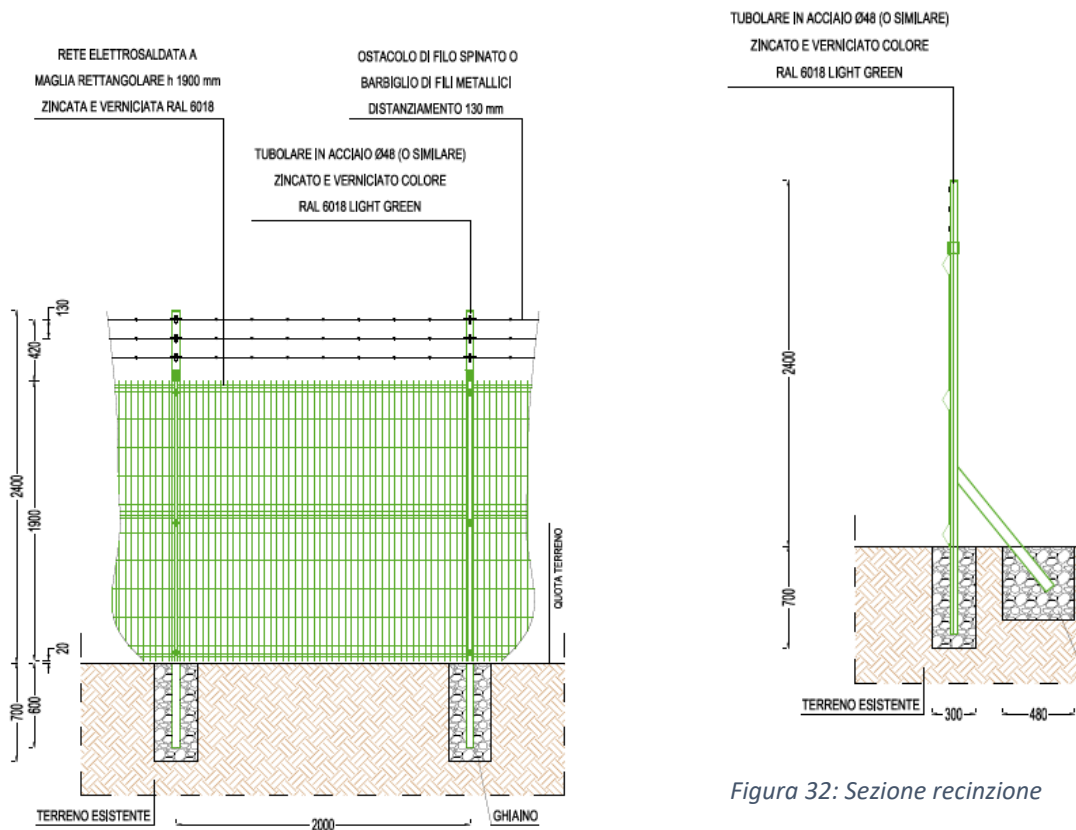 RETE ELETTROSALDATA A
MAGLIA RETTANGOLARE h 1900 mm
ZINCATA E VERNICIATA RAL 6018
OSTACOLO DI FILO SPINATO O
BARBIGLIO DI FILI METALLICI
DISTANZIAMENTO 130 mm
TUBOLARE IN ACCIAIO Ø48 (O SIMILARE)
ZINCATO E VERNICIATO COLORE
RAL 6018 LIGHT GREEN
130
420
2400
1900
20
700
600
QUOTA TERRENO
TERRENO ESISTENTE
2000
GHIAINO
TUBOLARE IN ACCIAIO Ø48 (O SIMILARE)
ZINCATO E VERNICIATO COLORE
RAL 6018 LIGHT GREEN
2400
700
TERRENO ESISTENTE
300
480
Figura 32: Sezione recinzione